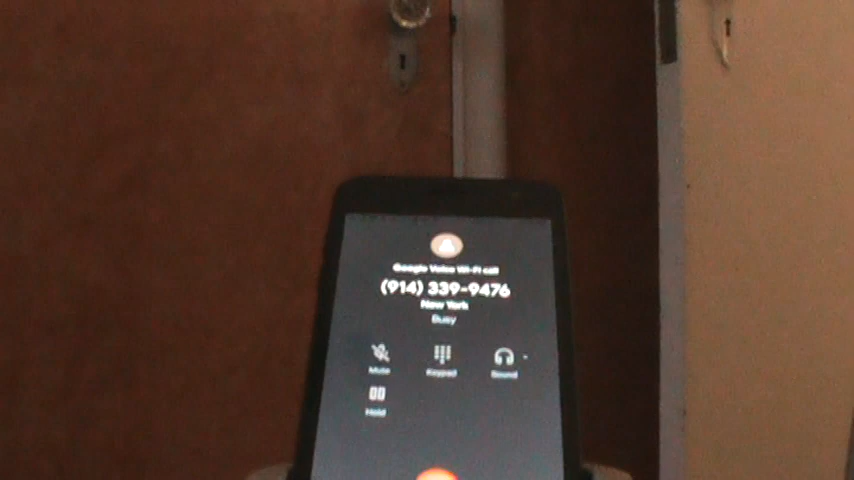 Google Voice Wi-Fi call
(914) 339-9476
New York
Busy
Mute
Keypad
Sound
Hold